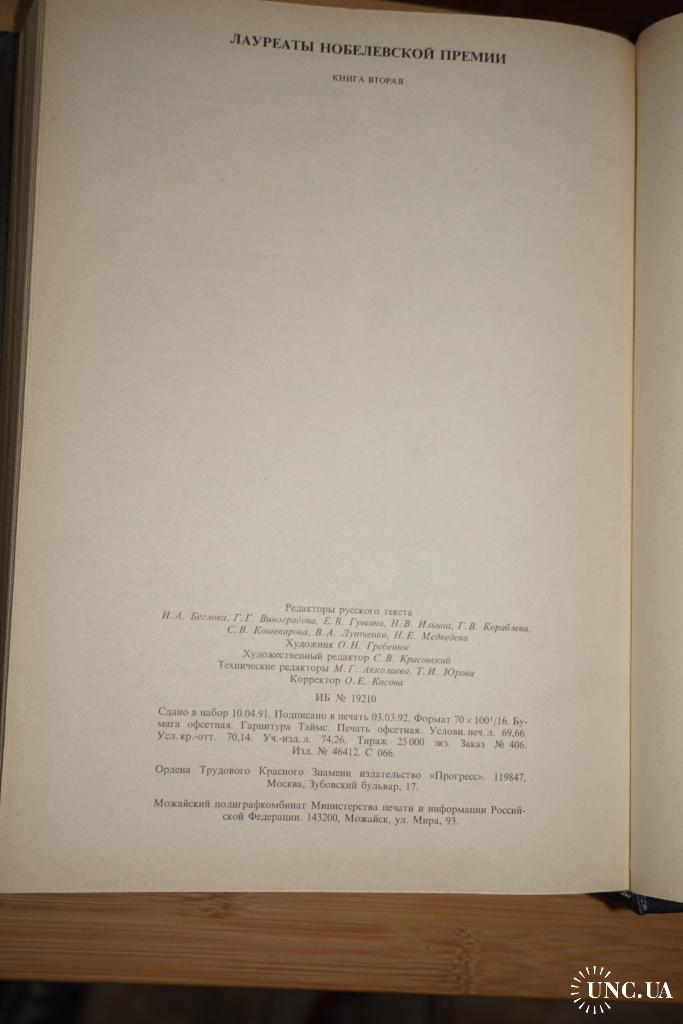 ЛАУРЕАТЫ НОБЕЛЕВСКОЙ ПРЕМИИ
КНИГА ВТОРАЯ
Редакторы русского текста
И. А. Беглова, Г. Г. Виноградова, Е. В. Гущина, Н. В. Ильина, Г. В. Кораблева,
С. В. Кошеварова, В. А. Лутченко, Н. Е. Медведева
Художник О. Н. Гребенюк
Художественный редактор С. В. Красовский
Технические редакторы М. Г. Акколаева, Т. И. Юрова
Корректор О. Е. Косова
ИБ № 19210
Сдано в набор 10.04.91. Подписано в печать 03.03.92. Формат 70 × 100¹/16. Бу-
мага офсетная. Гарнитура Таймс. Печать офсетная. Условн. печ. л. 69,66.
Усл. кр.-отт. 70,14. Уч.-изд. л. 74,26. Тираж 25 000 экз. Заказ № 406.
Изд. № 46412. С 066.
Ордена Трудового Красного Знамени издательство «Прогресс». 119847,
Москва, Зубовский бульвар, 17.
Можайский полиграфкомбинат Министерства печати и информации Россий-
ской Федерации. 143200, Можайск, ул. Мира, 93.
UNC.UA